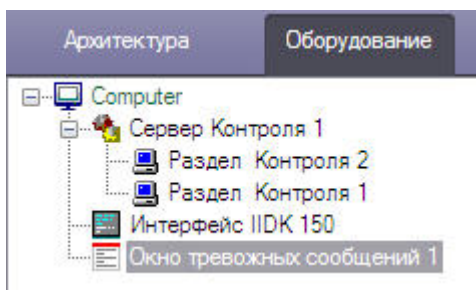 Архитектура
Оборудование
Computer
Сервер Контроля 1
Раздел Контроля 2
Раздел Контроля 1
Интерфейс IIDK 150
Окно тревожных сообщений 1